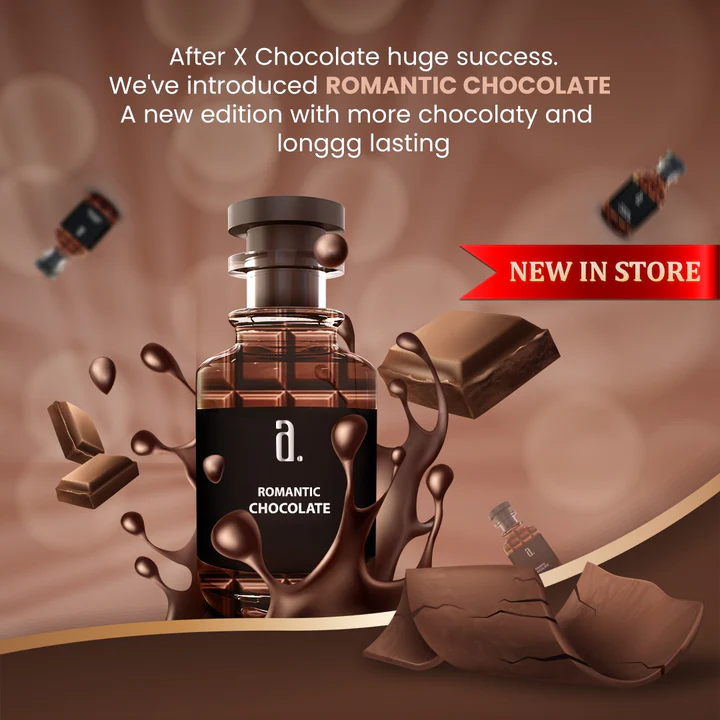 After X Chocolate huge success.
We've introduced ROMANTIC CHOCOLATE
A new edition with more chocolaty and
longgg lasting
NEW IN STORE
a.
ROMANTIC
CHOCOLATE
a.